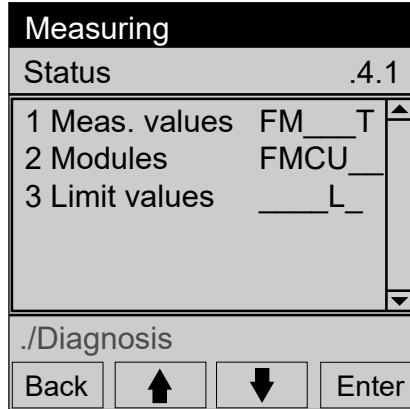 Measuring
Status .4.1
1 Meas. values FM___T
2 Modules FMCU__
3 Limit values ____L_
./Diagnosis
Back Enter